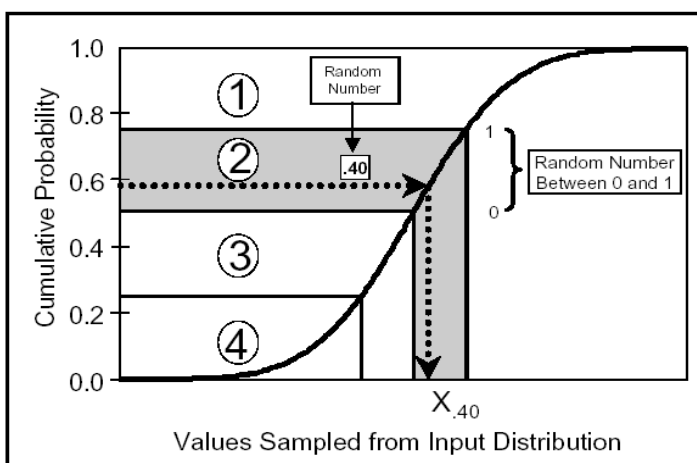 1.0
0.8
0.6
0.4
0.2
0.0
Cumulative Probability
1
2
3
4
Random
Number
.40
1
0
Random Number
Between 0 and 1
X.40
Values Sampled from Input Distribution